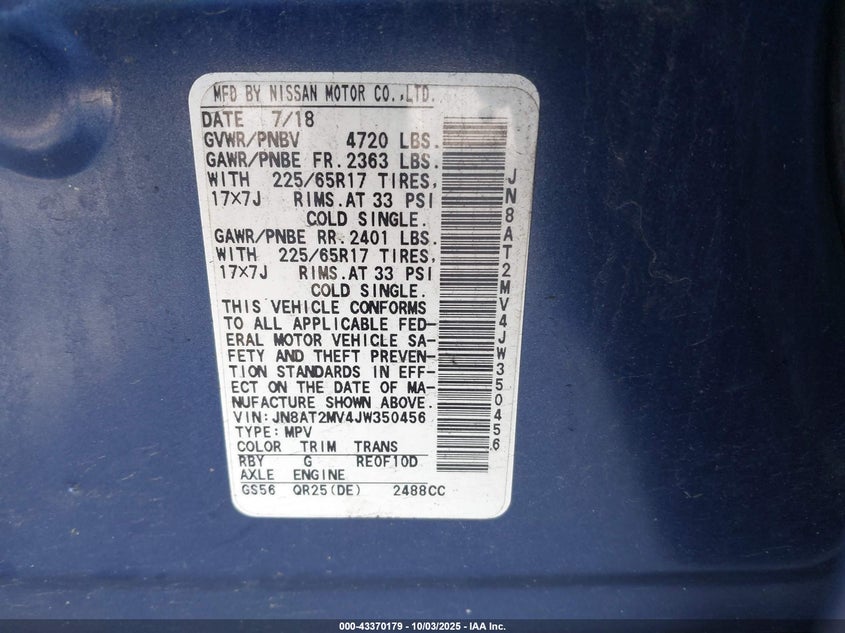 MFD BY NISSAN MOTOR CO.,LTD.
DATE 7/18
GVWR/PNBV 4720 LBS.
GAWR/PNBE FR.2363 LBS.
WITH 225/65R17 TIRES,
17×7J RIMS.AT 33 PSI
COLD SINGLE.
GAWR/PNBE RR.2401 LBS.
WITH 225/65R17 TIRES,
17×7J RIMS.AT 33 PSI
COLD SINGLE.
THIS VEHICLE CONFORMS
TO ALL APPLICABLE FED-
ERAL MOTOR VEHICLE SA-
FETY AND THEFT PREVEN-
TION STANDARDS IN EFF-
ECT ON THE DATE OF MA-
NUFACTURE SHOWN ABOVE.
VIN:JN8AT2MV4JW350456
TYPE:MPV
COLOR TRIM TRANS
RBY G RE0F10D
AXLE ENGINE
GS56 QR25(DE) 2488CC
JN8AT2MV4JW350456
000-43370179 - 10/03/2025 - IAA Inc.